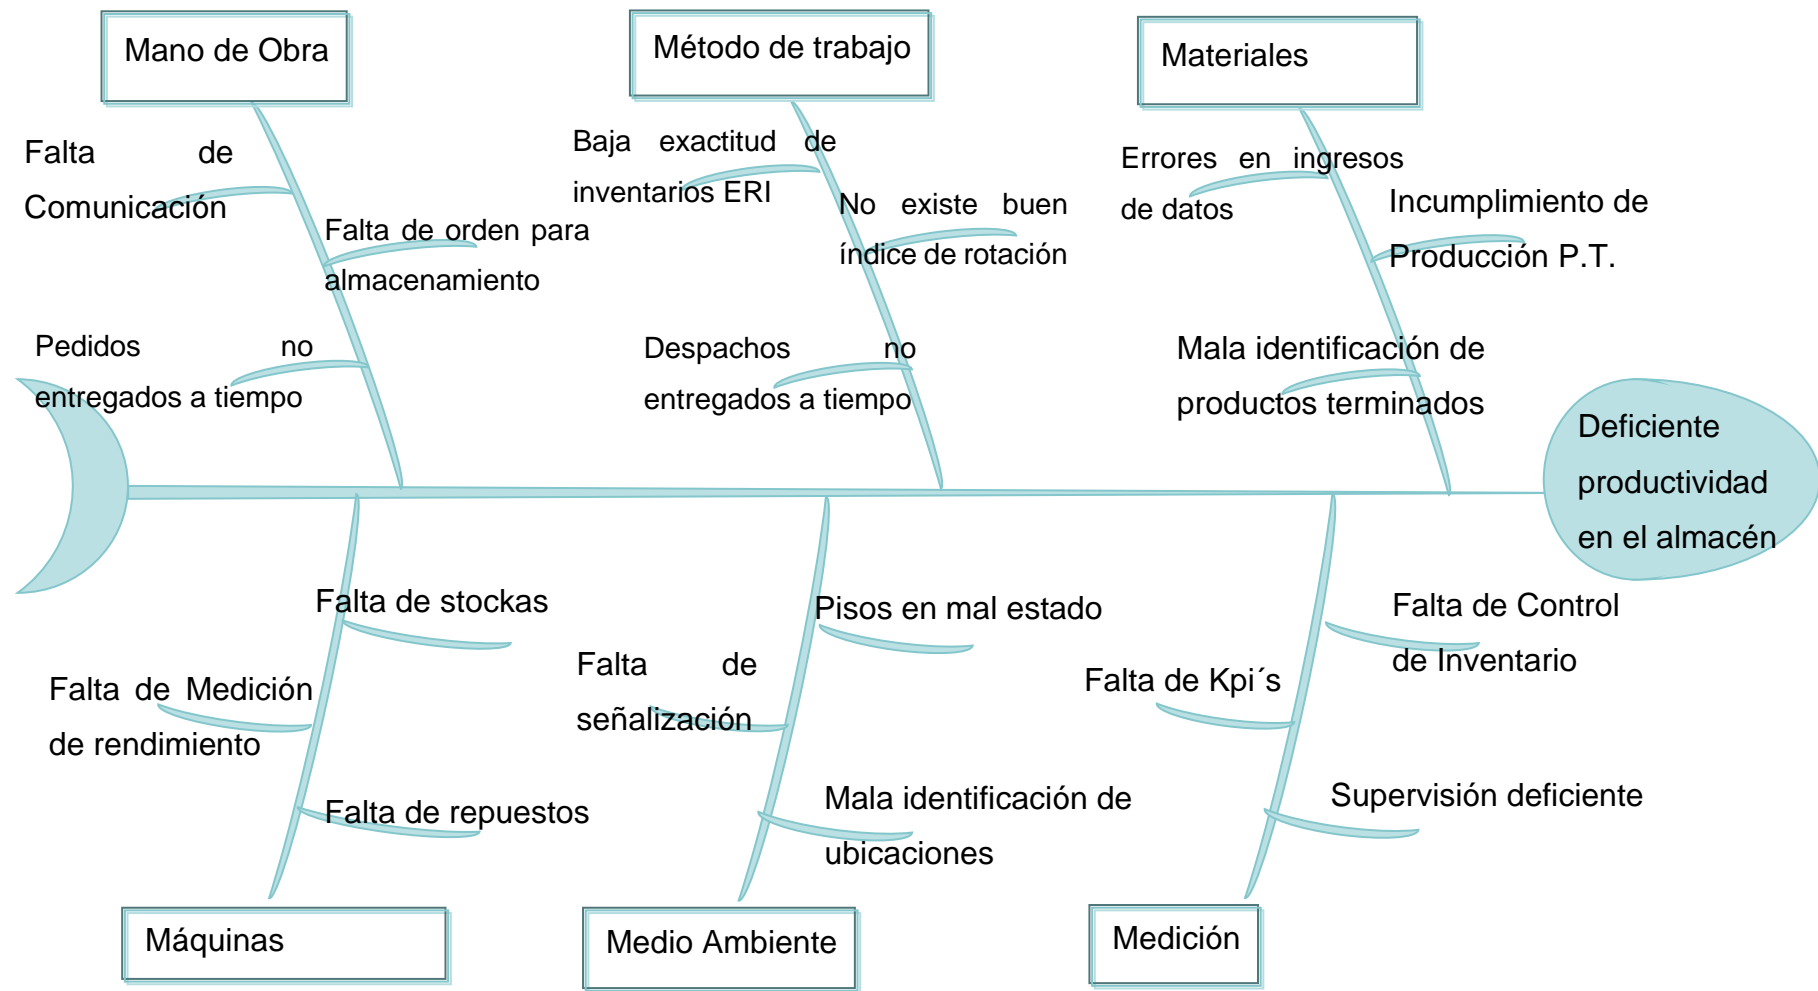 Mano de Obra
Método de trabajo
Materiales
Falta de
Comunicación
Falta de orden para
almacenamiento
Pedidos no
entregados a tiempo
Baja exactitud de
inventarios ERI
No existe buen
índice de rotación
Despachos no
entregados a tiempo
Errores en ingresos
de datos
Incumplimiento de
Producción P.T.
Mala identificación de
productos terminados
Deficiente
productividad
en el almacén
Falta de stockas
Falta de Medición
de rendimiento
Falta de repuestos
Pisos en mal estado
Falta de
señalización
Mala identificación de
ubicaciones
Falta de Control
de Inventario
Falta de Kpi´s
Supervisión deficiente
Máquinas
Medio Ambiente
Medición